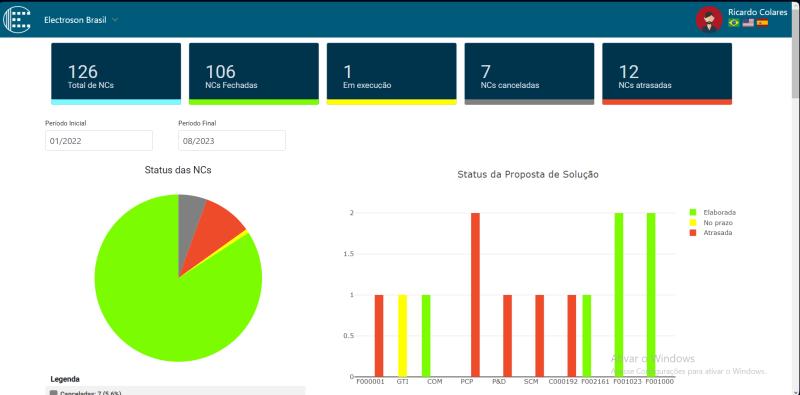 Electroson Brasil
Ricardo Colares
126
Total de NCs
106
NCs Fechadas
1
Em execução
7
NCs canceladas
12
NCs atrasadas
Período Inicial
Período Final
01/2022
08/2023
Status das NCs
Status da Proposta de Solução
2
1.5
1
0.5
0
F000001
GTI
COM
PCP
P&D
SCM
C000192
F002161
F001023
F001000
Elaborada
No prazo
Atrasada
Ativar o Windows
Acesse Configurações para ativar o Windows.
Legenda
Canceladas: 7 (5.6%)